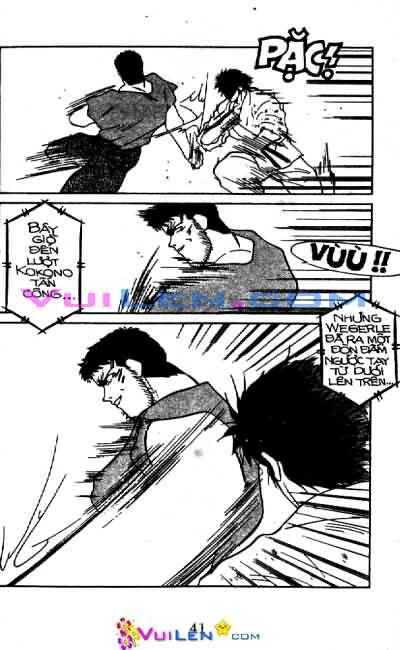 PẶC!!
BÂY
GIỜ
ĐẾN
LƯỢT
KOKONO
TẤN
CÔNG..
VÙÙ!!
VUILEN.COM
NHƯNG
WEGERLE
ĐÃ RA MỘT
ĐÒN ĐẤM
NGƯỢC TAY
TỪ DƯỚI
LÊN TRÊN...
41
VUILEN
.com